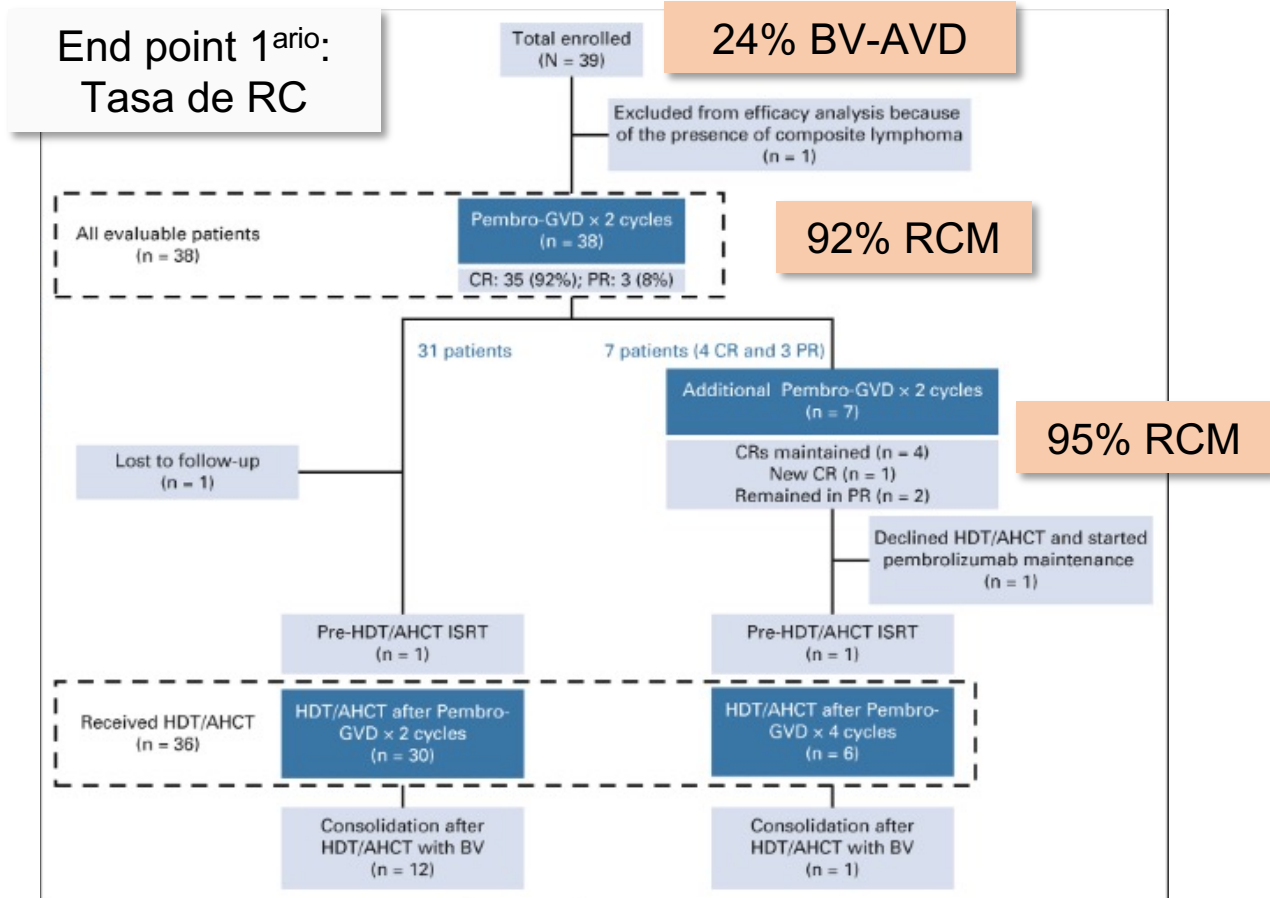 End point 1ario:
Tasa de RC
Total enrolled
(N = 39)
24% BV-AVD
Excluded from efficacy analysis because
of the presence of composite lymphoma
(n = 1)
All evaluable patients
(n = 38)
Pembro-GVD × 2 cycles
(n = 38)
CR: 35 (92%); PR: 3 (8%)
92% RCM
31 patients
7 patients (4 CR and 3 PR)
Additional Pembro-GVD × 2 cycles
(n = 7)
CRs maintained (n = 4)
New CR (n = 1)
Remained in PR (n = 2)
95% RCM
Lost to follow-up
(n = 1)
Declined HDT/AHCT and started
pembrolizumab maintenance
(n = 1)
Pre-HDT/AHCT ISRT
(n = 1)
Pre-HDT/AHCT ISRT
(n = 1)
Received HDT/AHCT
(n = 36)
HDT/AHCT after Pembro-
GVD × 2 cycles
(n = 30)
HDT/AHCT after Pembro-
GVD × 4 cycles
(n = 6)
Consolidation after
HDT/AHCT with BV
(n = 12)
Consolidation after
HDT/AHCT with BV
(n = 1)